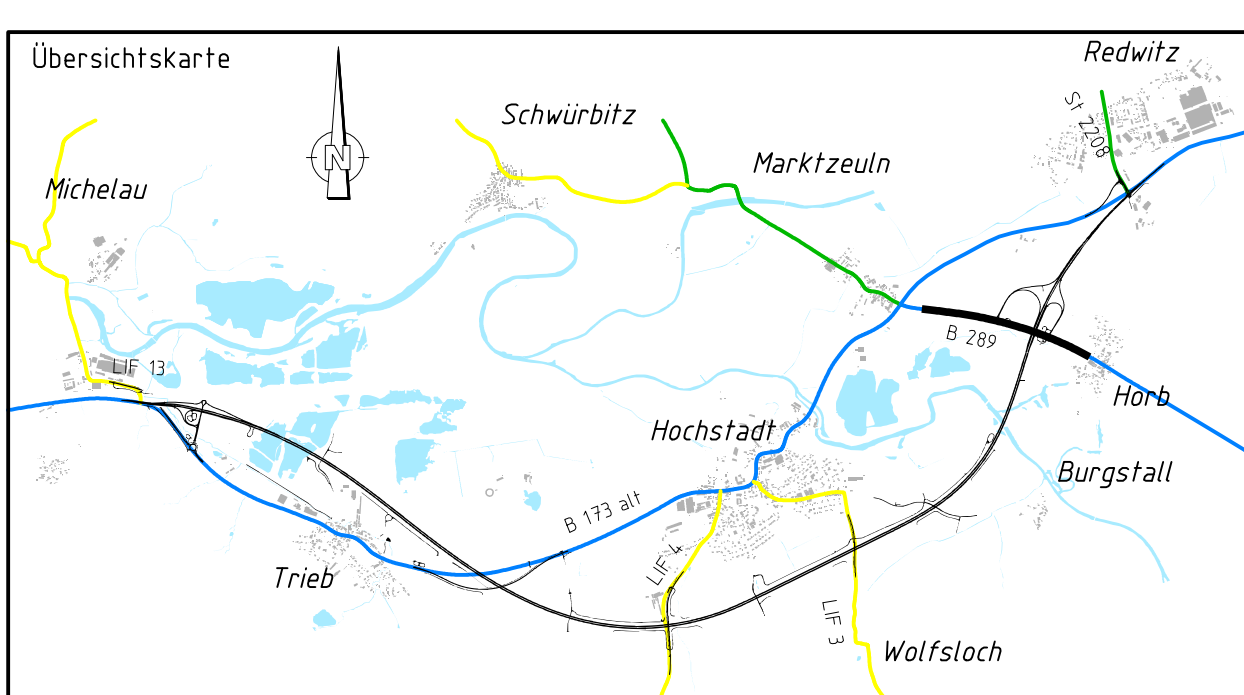 Übersichtskarte
Redwitz
St 2208
Schwürbitz
Marktzeuln
N
Michelau
B 289
LIF 13
Horb
Hochstadt
Burgstall
B 173 alt
LIF 4
Trieb
LIF 3
Wolfsloch